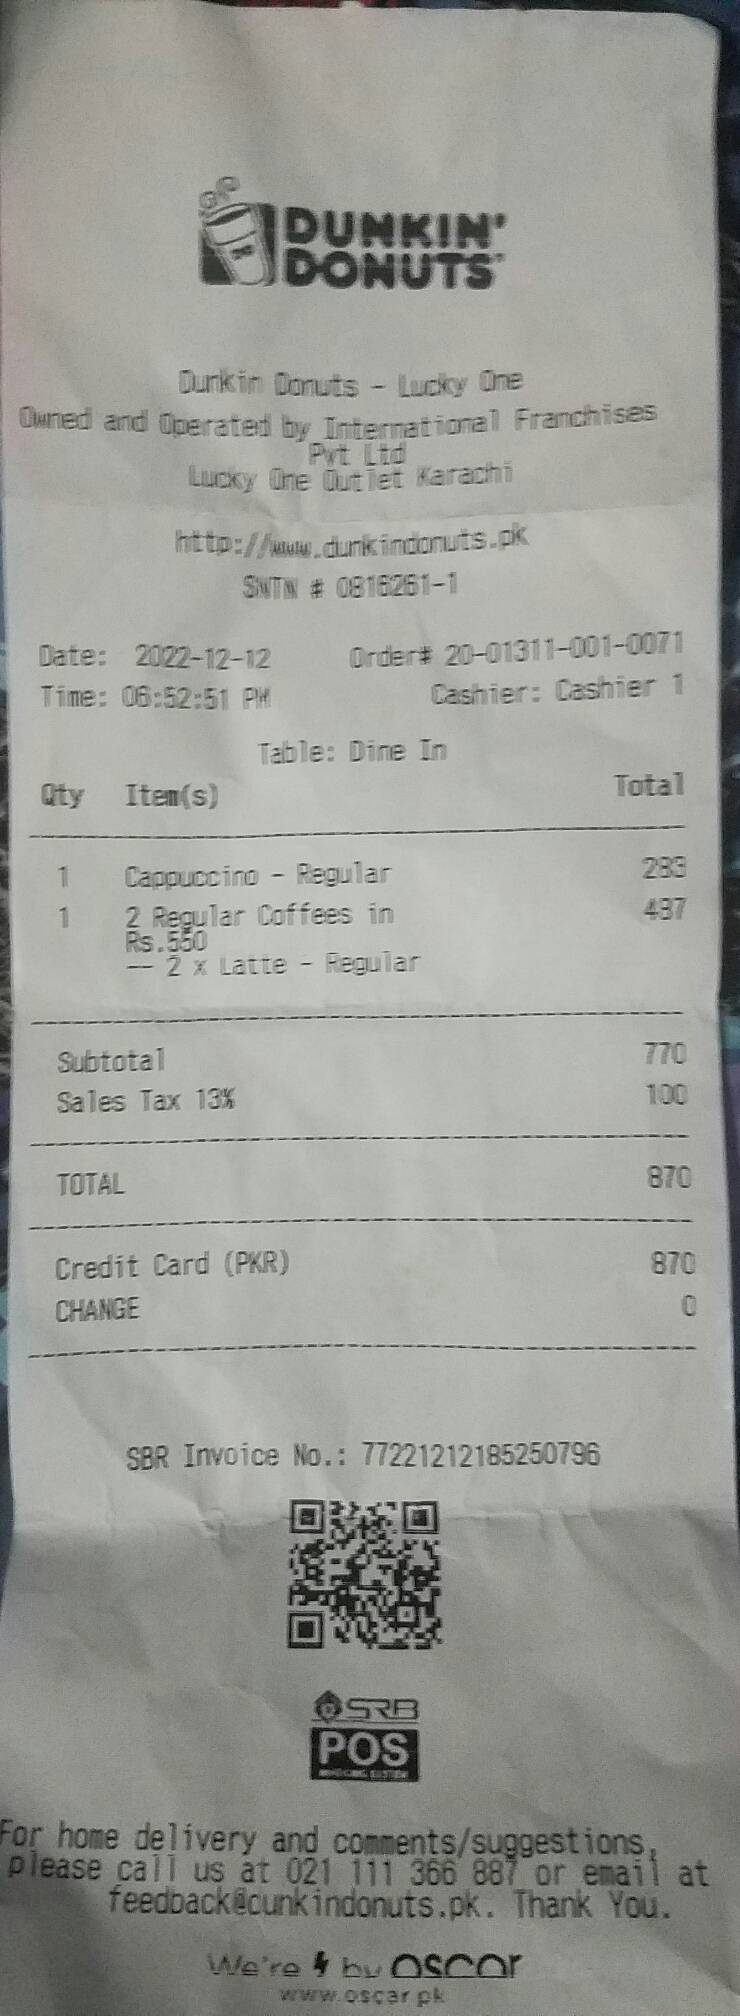 DUNKIN'
DONUTS
Dunkin Donuts - Lucky One
Owned and Operated by International Franchises
Pvt Ltd
Lucky One Outlet Karachi
http://www.dunkindonuts.pk
SNTN # 0816261-1
Date: 2022-12-12 Order# 20-01311-001-0071
Time: 06:52:51 PM Cashier: Cashier 1
Table: Dine In
Qty Item(s) Total
1 Cappuccino - Regular 283
1 2 Regular Coffees in 487
Rs.550
-- 2 x Latte - Regular
Subtotal 770
Sales Tax 13% 100
TOTAL 870
Credit Card (PKR) 870
CHANGE 0
SBR Invoice No.: 77221212185250796
SRB
POS
INVOICING SYSTEM
For home delivery and comments/suggestions,
please call us at 021 111 366 887 or email at
feedback@dunkindonuts.pk. Thank You.
We're by oscar
www.oscar.pk